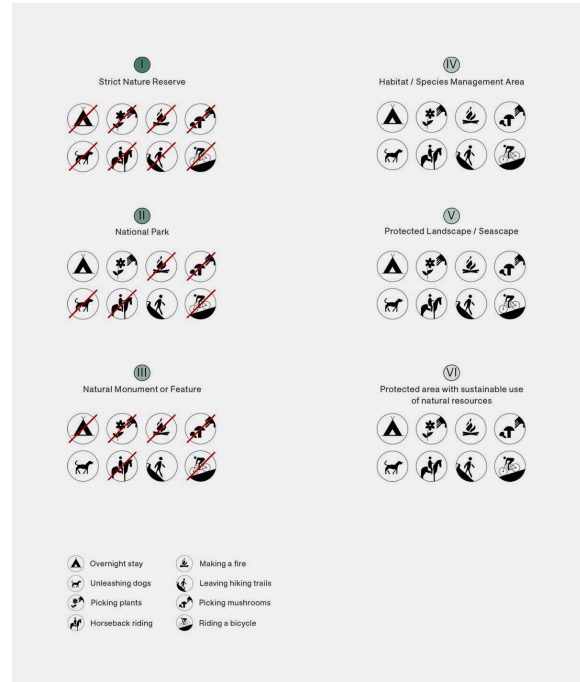 I
Strict Nature Reserve
II
National Park
III
Natural Monument or Feature
IV
Habitat / Species Management Area
V
Protected Landscape / Seascape
VI
Protected area with sustainable use
of natural resources
Overnight stay
Unleashing dogs
Picking plants
Horseback riding
Making a fire
Leaving hiking trails
Picking mushrooms
Riding a bicycle